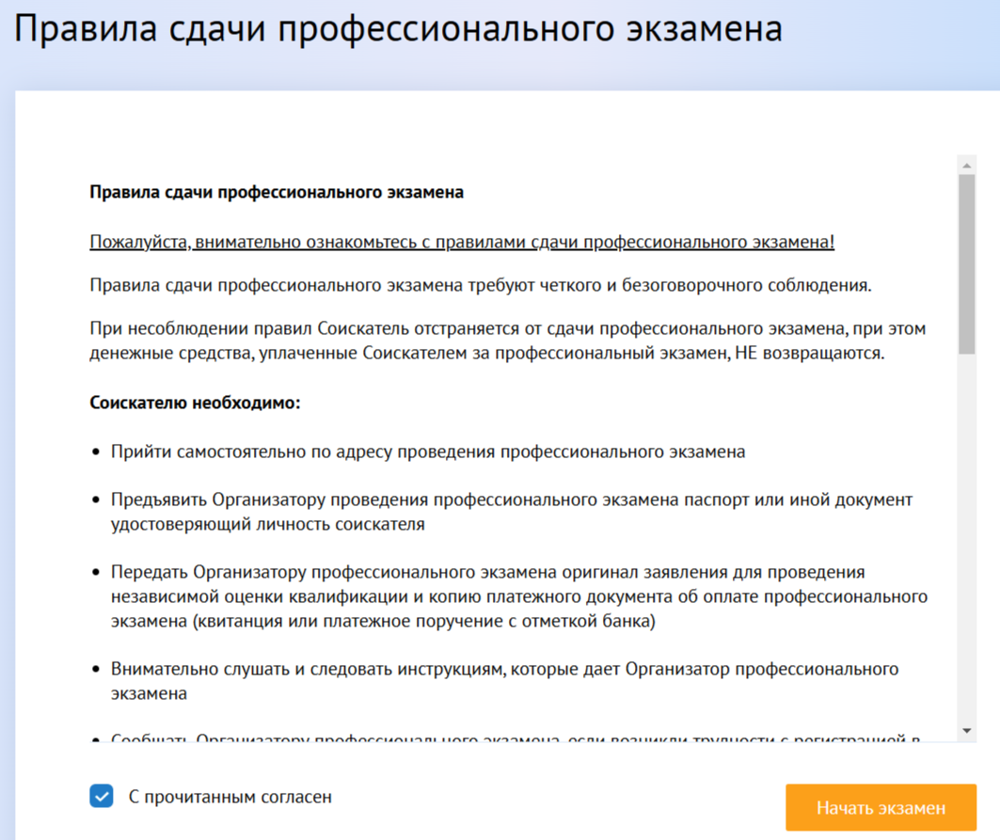 Правила сдачи профессионального экзамена
Правила сдачи профессионального экзамена
Пожалуйста, внимательно ознакомьтесь с правилами сдачи профессионального экзамена!
Правила сдачи профессионального экзамена требуют четкого и безоговорочного соблюдения.
При несоблюдении правил Соискатель отстраняется от сдачи профессионального экзамена, при этом
денежные средства, уплаченные Соискателем за профессиональный экзамен, НЕ возвращаются.
Соискателю необходимо:
• Прийти самостоятельно по адресу проведения профессионального экзамена
• Предъявить Организатору проведения профессионального экзамена паспорт или иной документ
удостоверяющий личность соискателя
• Передать Организатору профессионального экзамена оригинал заявления для проведения
независимой оценки квалификации и копию платежного документа об оплате профессионального
экзамена (квитанция или платежное поручение с отметкой банка)
• Внимательно слушать и следовать инструкциям, которые дает Организатор профессионального
экзамена
• Сообщать Организатору профессионального экзамена, если возникли трудности с регистрацией в
С прочитанным согласен
Начать экзамен